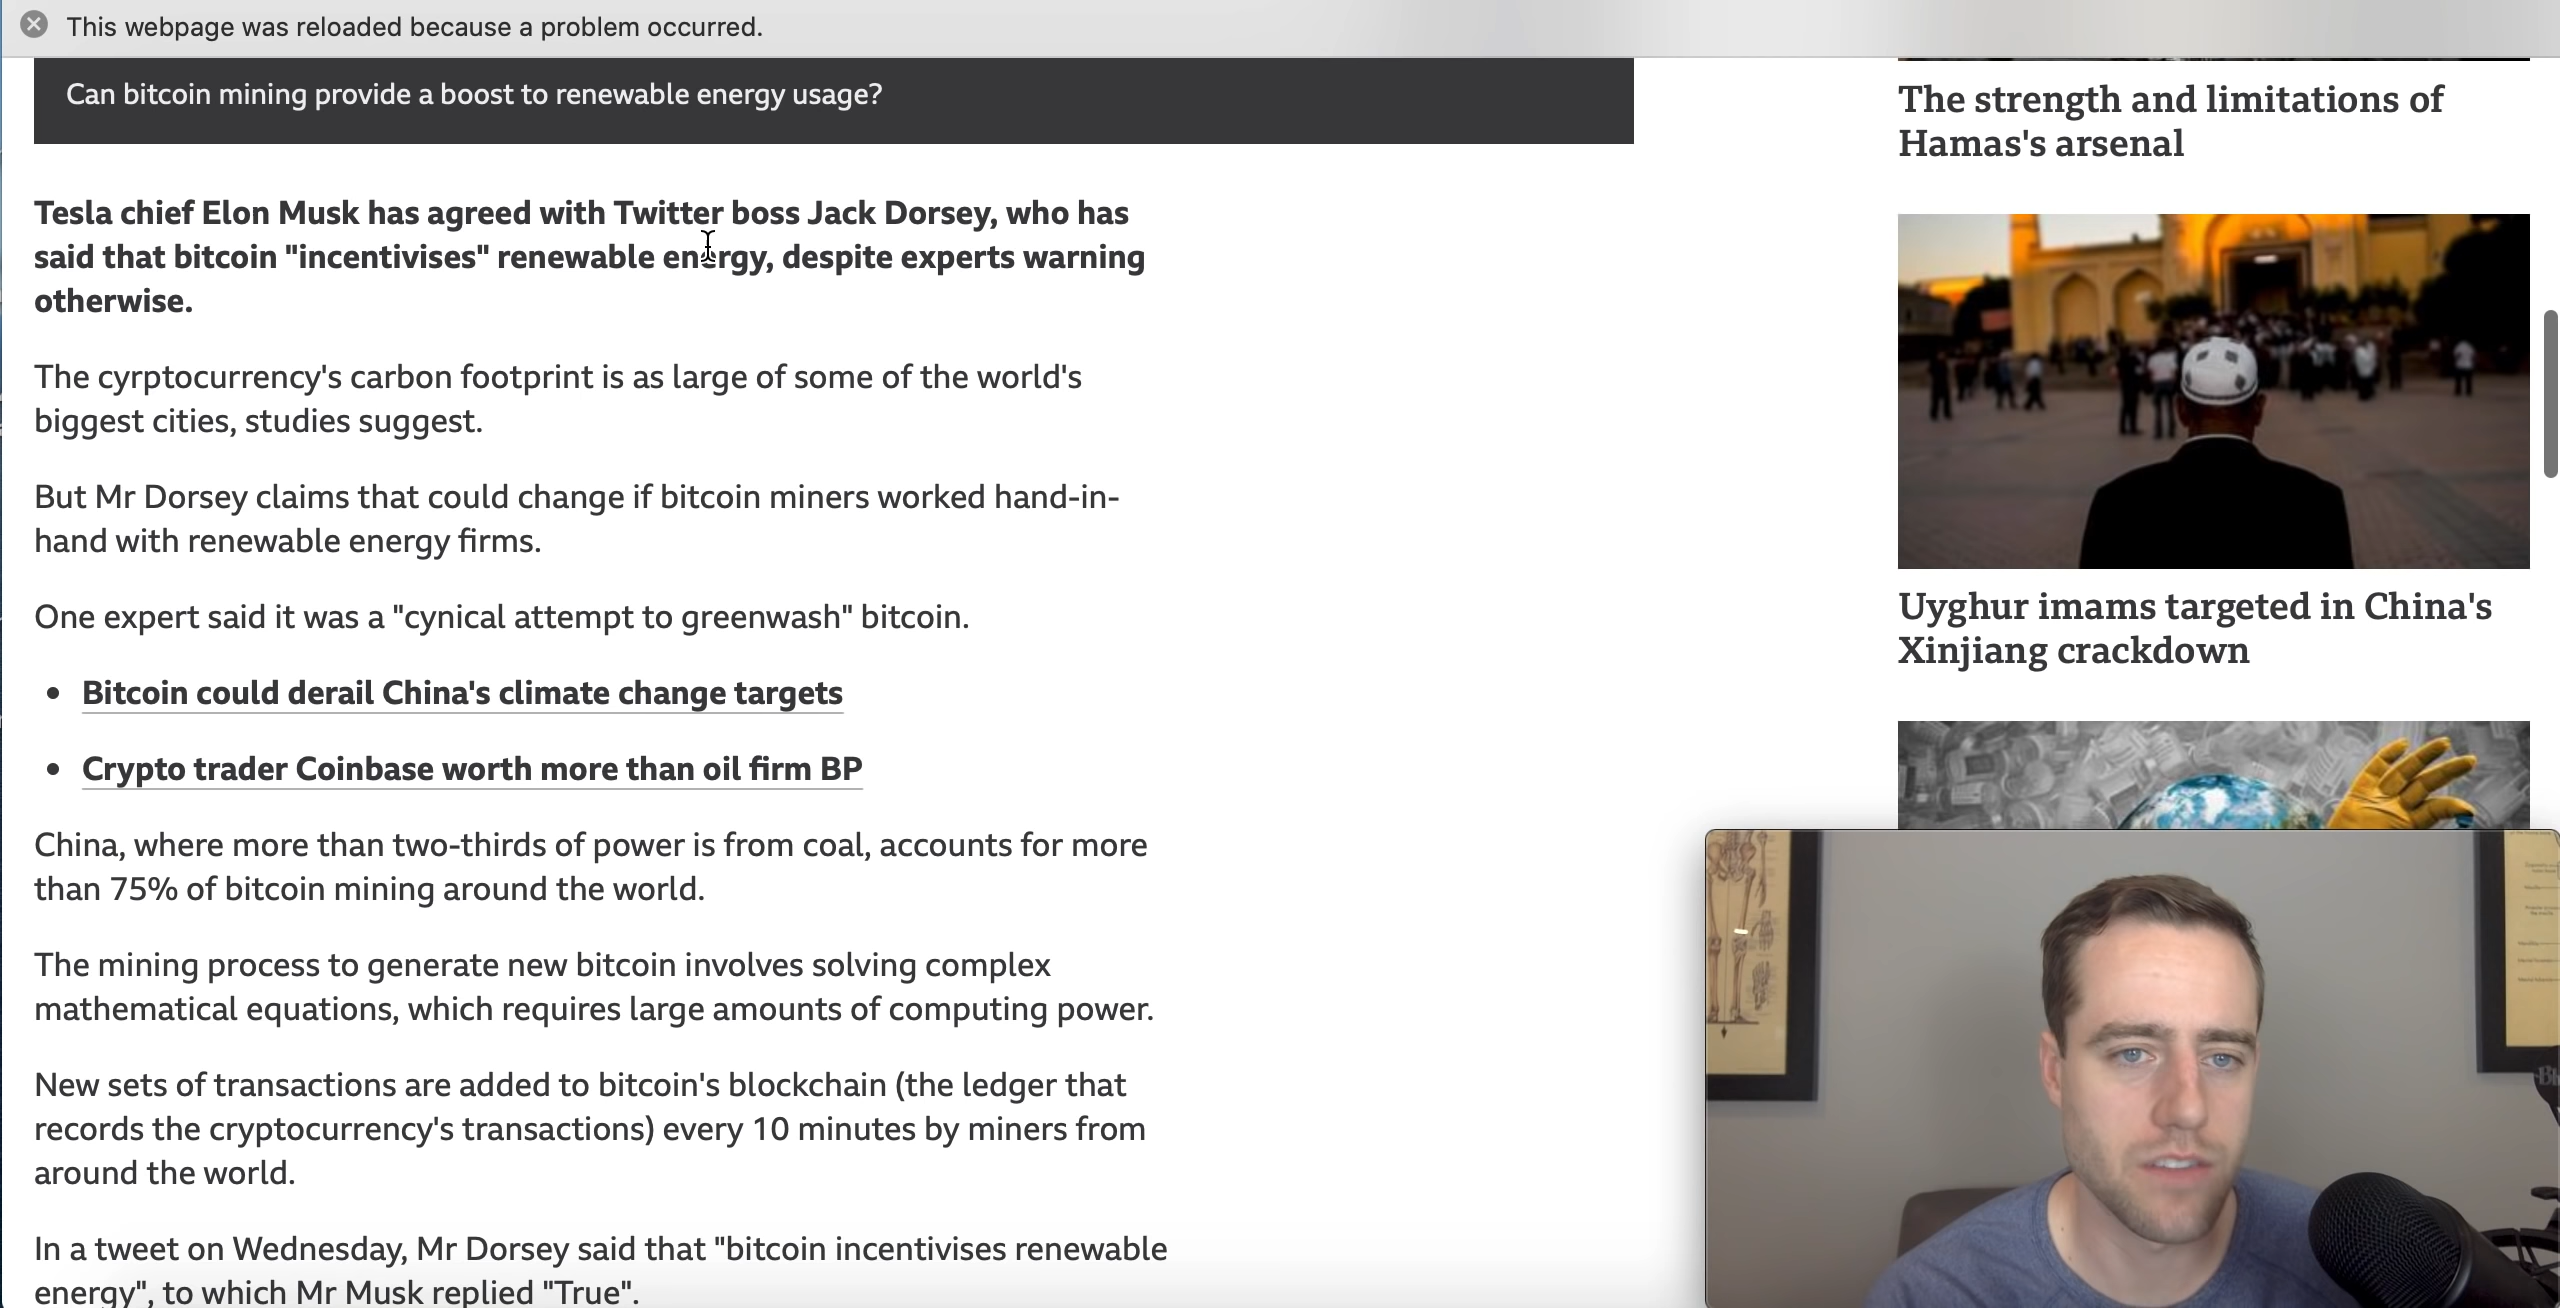 This webpage was reloaded because a problem occurred.
Can bitcoin mining provide a boost to renewable energy usage?
Tesla chief Elon Musk has agreed with Twitter boss Jack Dorsey, who has
said that bitcoin "incentivises" renewable energy, despite experts warning
otherwise.
The cyrptocurrency's carbon footprint is as large of some of the world's
biggest cities, studies suggest.
But Mr Dorsey claims that could change if bitcoin miners worked hand-in-
hand with renewable energy firms.
One expert said it was a "cynical attempt to greenwash" bitcoin.
• Bitcoin could derail China's climate change targets
• Crypto trader Coinbase worth more than oil firm BP
China, where more than two-thirds of power is from coal, accounts for more
than 75% of bitcoin mining around the world.
The mining process to generate new bitcoin involves solving complex
mathematical equations, which requires large amounts of computing power.
New sets of transactions are added to bitcoin's blockchain (the ledger that
records the cryptocurrency's transactions) every 10 minutes by miners from
around the world.
In a tweet on Wednesday, Mr Dorsey said that "bitcoin incentivises renewable
energy", to which Mr Musk replied "True".
The strength and limitations of
Hamas's arsenal
Uyghur imams targeted in China's
Xinjiang crackdown